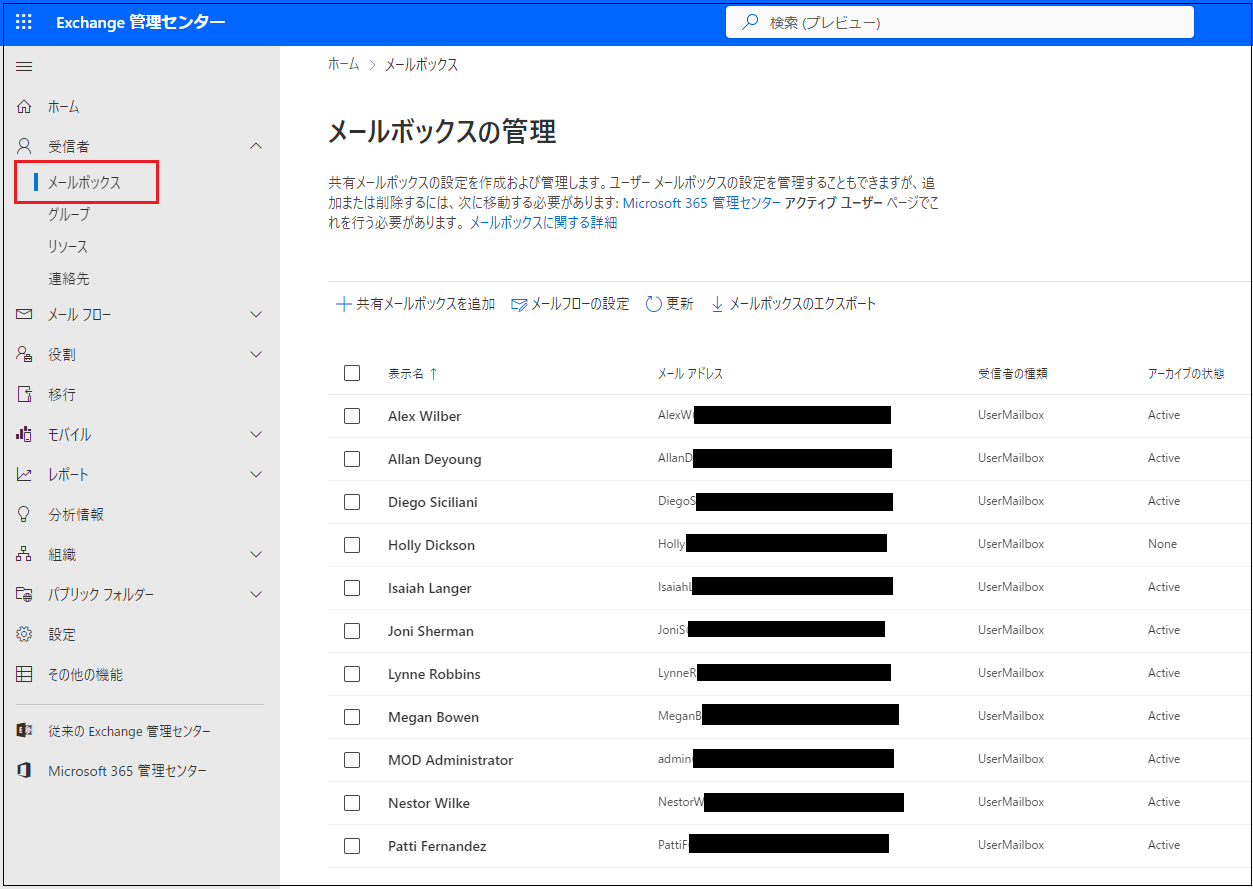 Exchange 管理センター
検索 (プレビュー)
ホーム
受信者
メールボックス
グループ
リソース
連絡先
メール フロー
役割
移行
モバイル
レポート
分析情報
組織
パブリック フォルダー
設定
その他の機能
従来の Exchange 管理センター
Microsoft 365 管理センター
ホーム > メールボックス
メールボックスの管理
共有メールボックスの設定を作成および管理します。ユーザー メールボックスの設定を管理することもできますが、追
加または削除するには、次に移動する必要があります: Microsoft 365 管理センター アクティブ ユーザー ページでこ
れを行う必要があります。 メールボックスに関する詳細
共有メールボックスを追加 メールフローの設定 更新 メールボックスのエクスポート
表示名 ↑ メール アドレス 受信者の種類 アーカイブの状態
Alex Wilber AlexW UserMailbox Active
Allan Deyoung AllanD UserMailbox Active
Diego Siciliani DiegoS UserMailbox Active
Holly Dickson Holly UserMailbox None
Isaiah Langer IsaiahL UserMailbox Active
Joni Sherman JoniS UserMailbox Active
Lynne Robbins LynneR UserMailbox Active
Megan Bowen MeganB UserMailbox Active
MOD Administrator admin UserMailbox Active
Nestor Wilke NestorW UserMailbox Active
Patti Fernandez PattiF UserMailbox Active